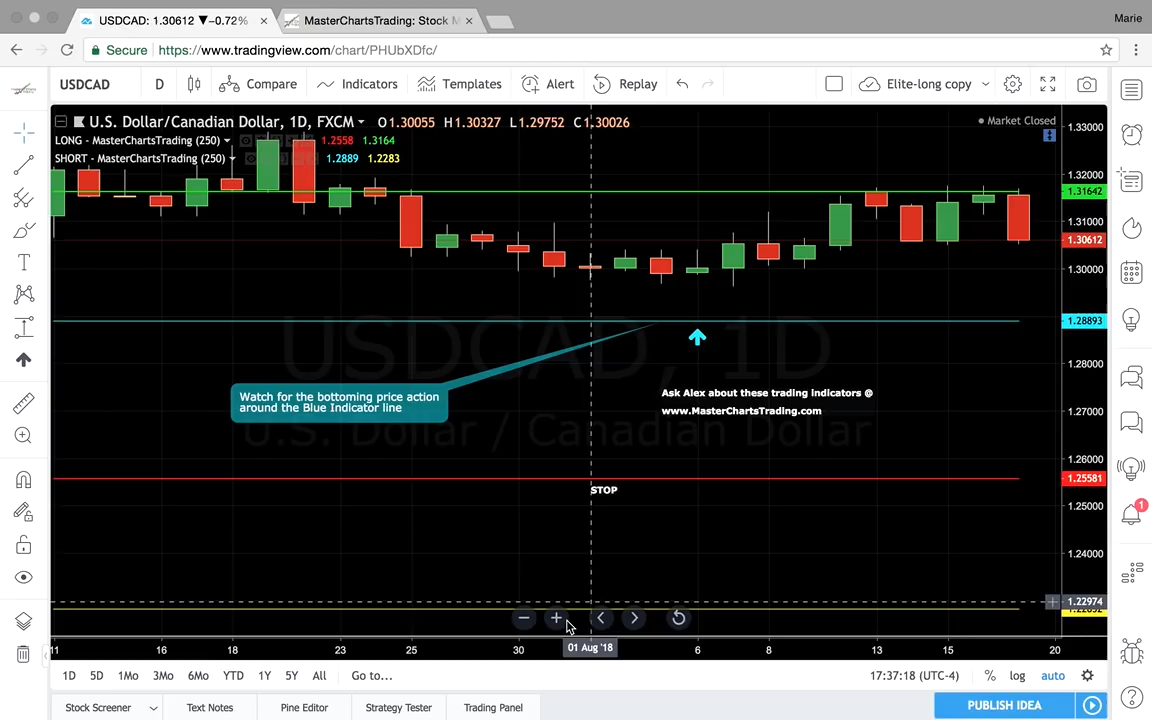 USDCAD: 1.30612 ▼−0.72%
MasterChartsTrading: Stock M
Marie
Secure https://www.tradingview.com/chart/PHUbXDfc/
USDCAD D Compare Indicators Templates Alert Replay Elite-long copy
U.S. Dollar/Canadian Dollar, 1D, FXCM O1.30055 H1.30327 L1.29752 C1.30026
Market Closed
LONG - MasterChartsTrading (250) 1.2558 1.3164
SHORT - MasterChartsTrading (250) 1.2889 1.2283
1.33000
1.32000
1.31642
1.31000
1.30612
1.30000
1.28893
1.28000
1.27000
1.26000
1.25581
1.25000
1.24000
1.22974
USDCAD, 1D
U.S. Dollar / Canadian Dollar
Watch for the bottoming price action
around the Blue Indicator line
Ask Alex about these trading indicators @
www.MasterChartsTrading.com
STOP
1
11 16 18 23 25 30 01 Aug '18 6 8 13 15 20
1D 5D 1Mo 3Mo 6Mo YTD 1Y 5Y All Go to... 17:37:18 (UTC-4) % log auto
Stock Screener Text Notes Pine Editor Strategy Tester Trading Panel PUBLISH IDEA